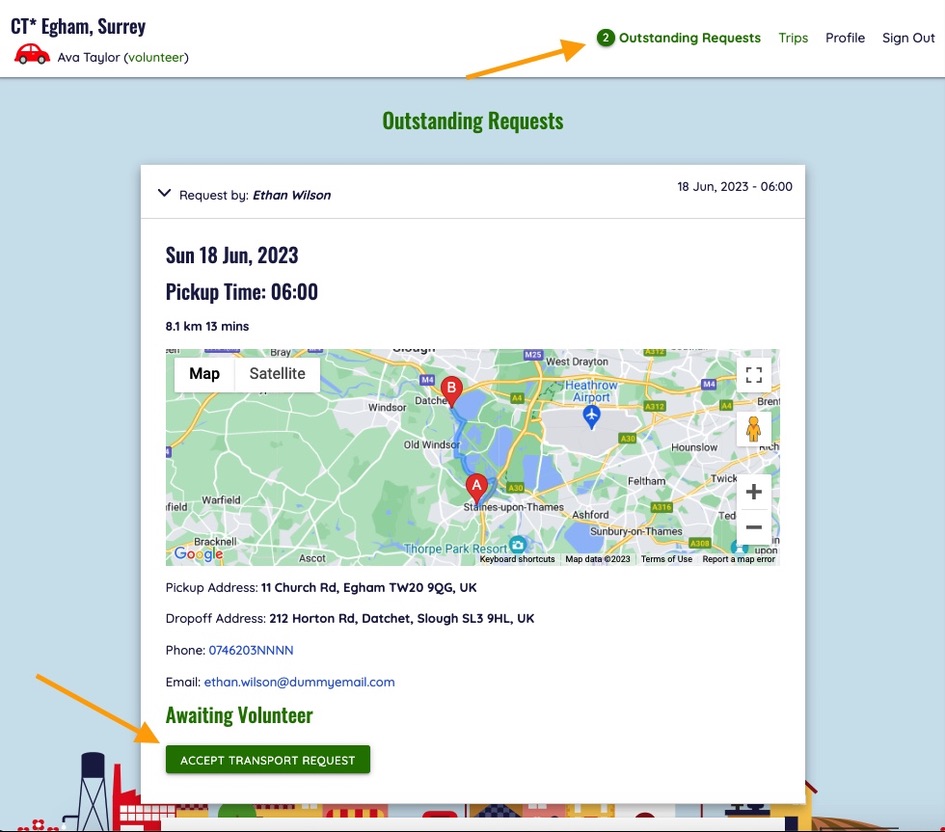 CT* Egham, Surrey
Ava Taylor (volunteer)
2 Outstanding Requests
Trips
Profile
Sign Out
Outstanding Requests
Request by: Ethan Wilson
18 Jun, 2023 - 06:00
Sun 18 Jun, 2023
Pickup Time: 06:00
8.1 km 13 mins
Map
Satellite
Bray
Slough
M25
West Drayton
A312
M4
B
Datchet
Windsor
A4
Heathrow
Airport
M4
A312
A4
Old Windsor
A30
Hounslow
A
A30
Feltham
Warfield
Staines-upon-Thames
Ashford
A316
Sunbury-on-Thames
Bracknell
A308
Google
Ascot
Thorpe Park Resort
upon
Keyboard shortcuts
Map data ©2023
Terms of Use
Report a map error
Pickup Address: 11 Church Rd, Egham TW20 9QG, UK
Dropoff Address: 212 Horton Rd, Datchet, Slough SL3 9HL, UK
Phone: 0746203NNNN
Email: ethan.wilson@dummyemail.com
Awaiting Volunteer
ACCEPT TRANSPORT REQUEST